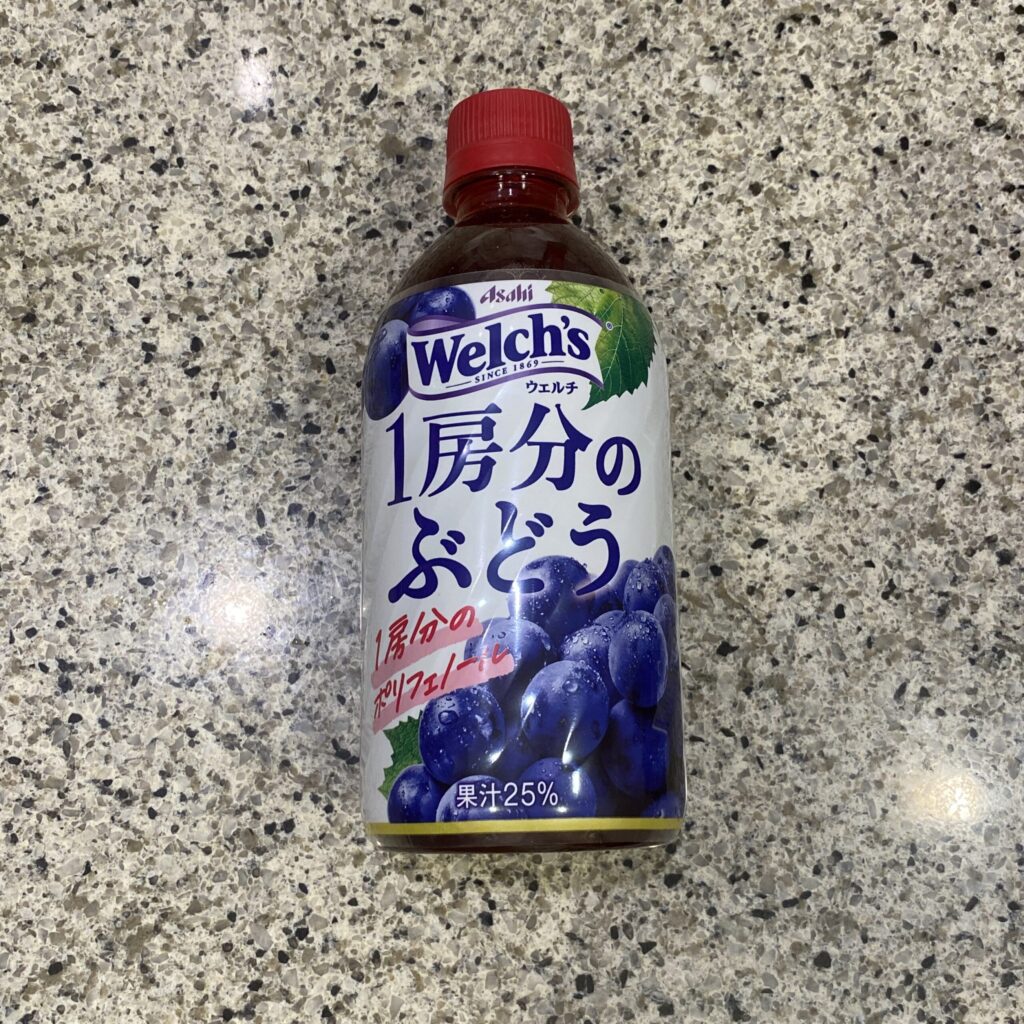 Asahi
Welch's®
SINCE 1869
ウェルチ
1房分の
ぶどう
1房分の
ポリフェノール
果汁25%